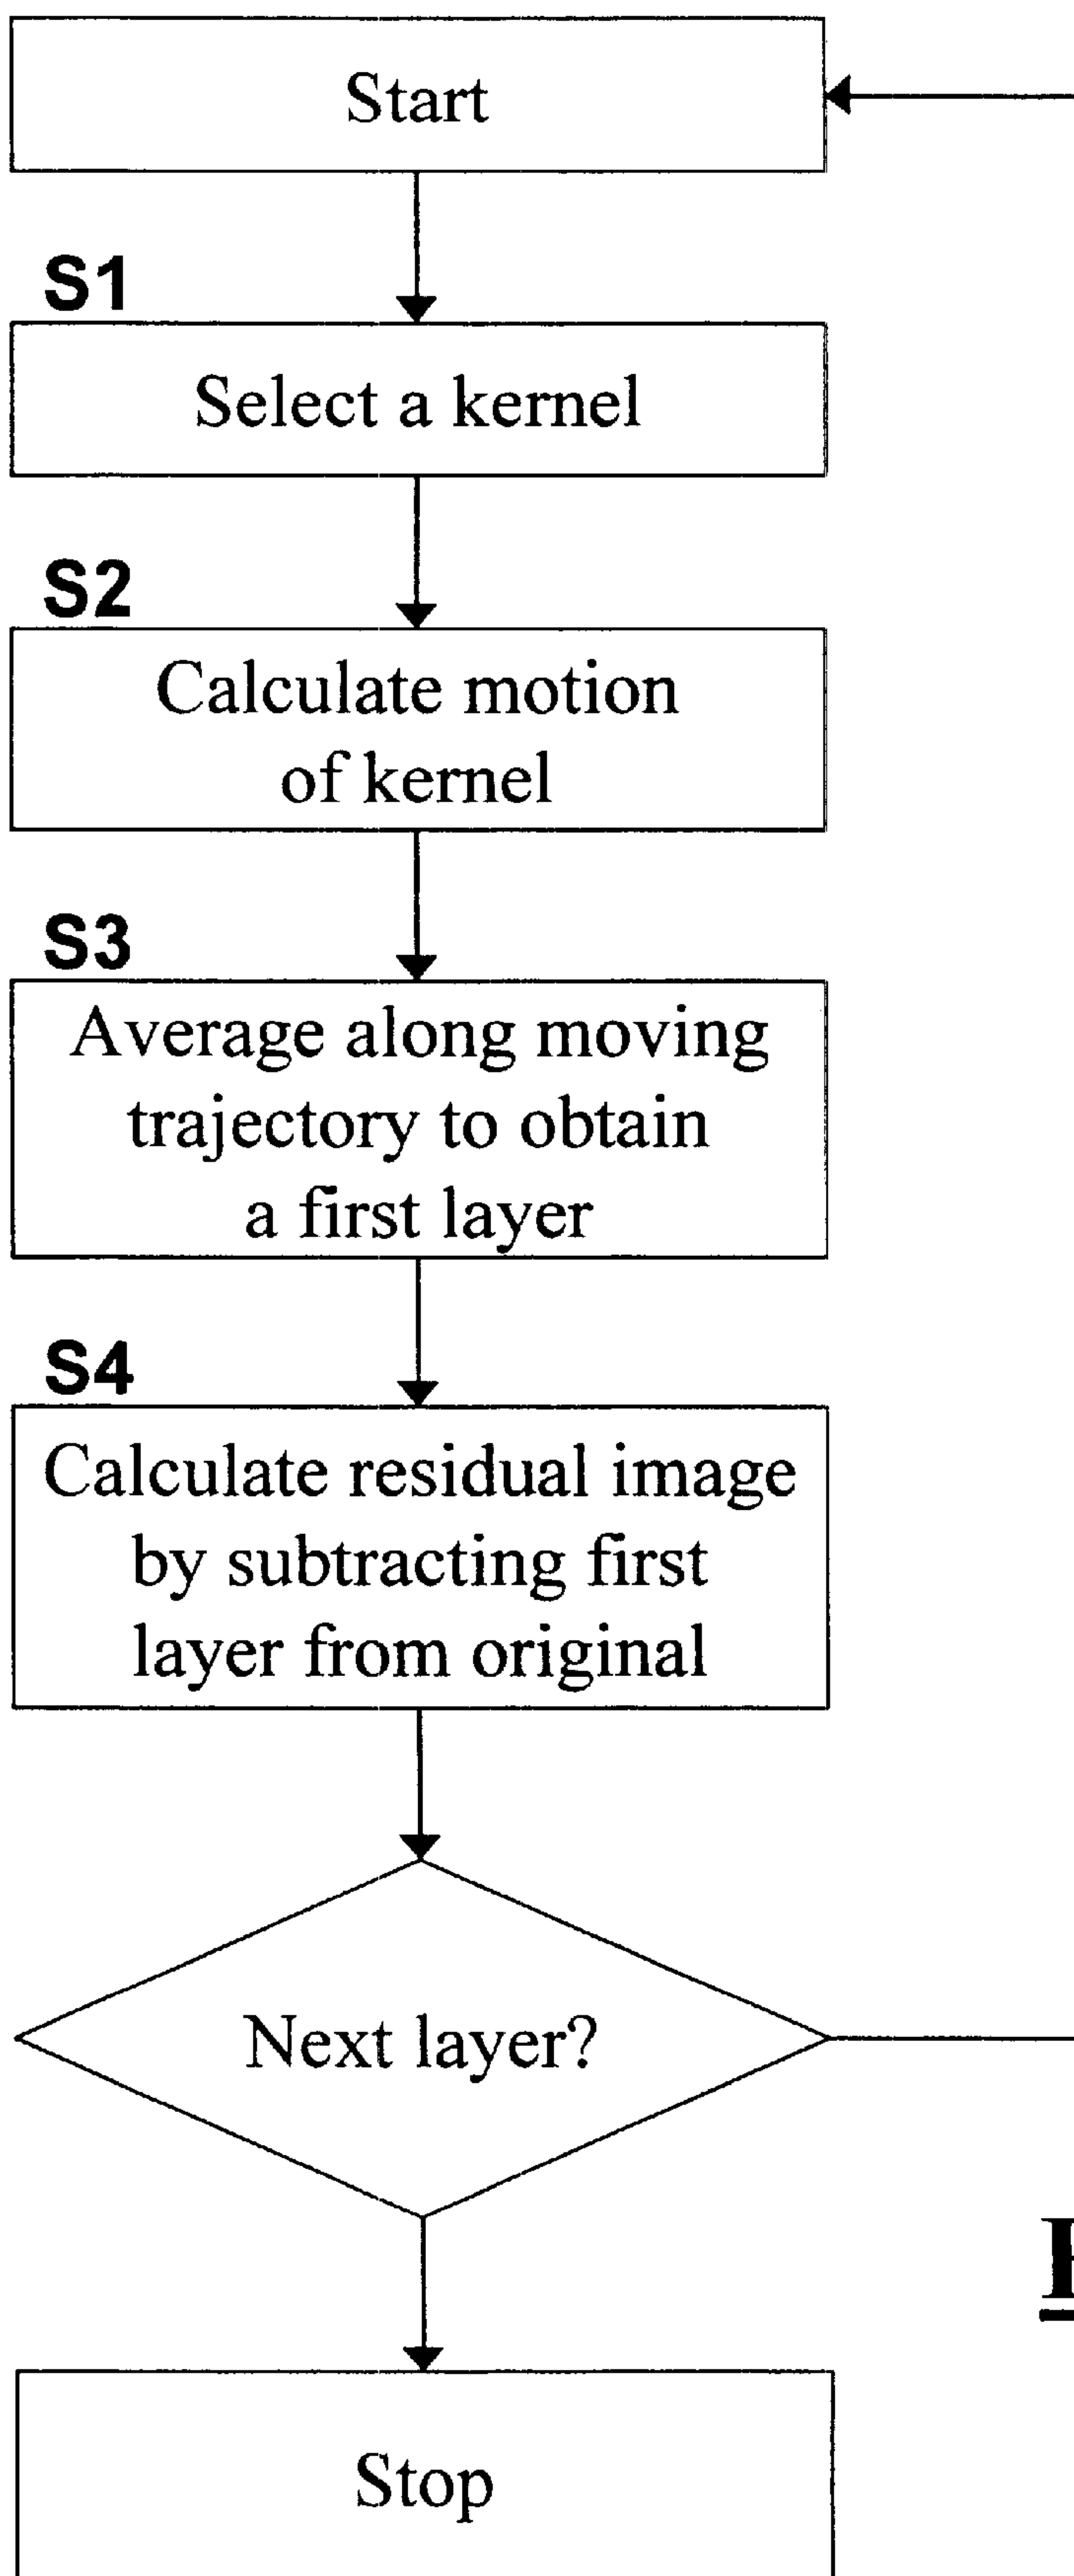 Start
S1
Select a kernel
S2
Calculate motion
of kernel
S3
Average along moving
trajectory to obtain
a first layer
S4
Calculate residual image
by subtracting first
layer from original
Next layer?
Stop